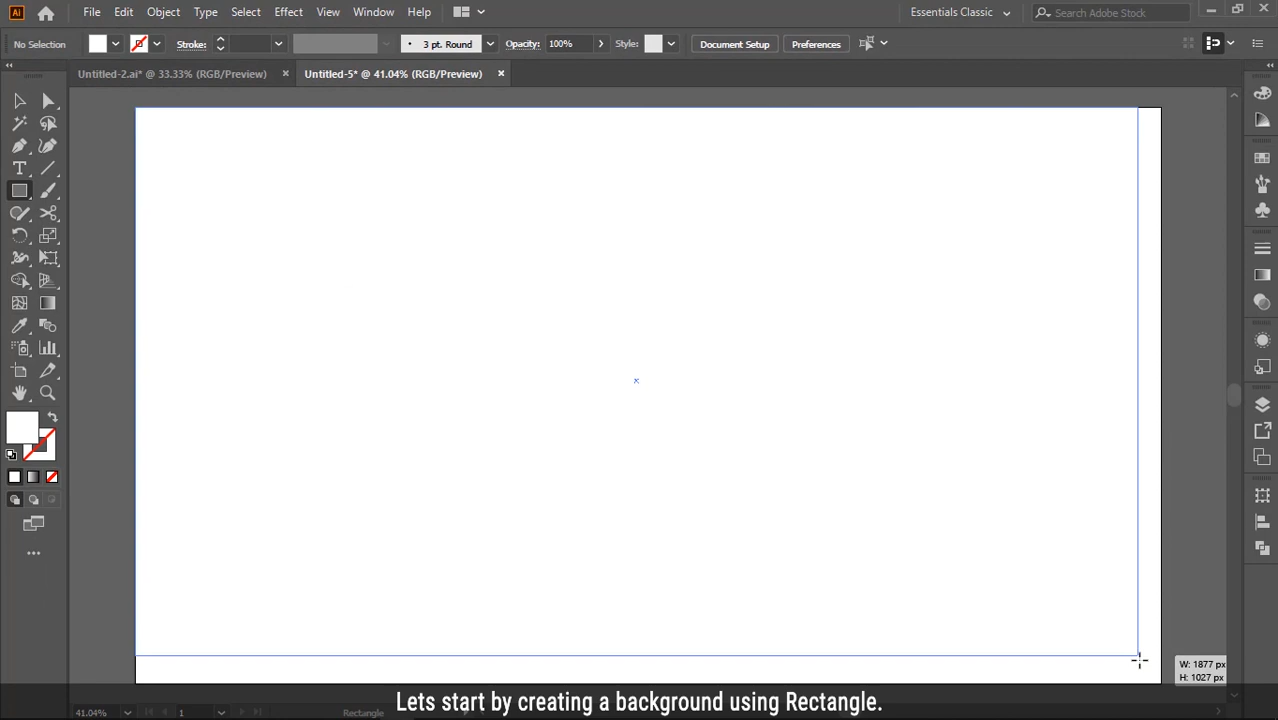 Ai File Edit Object Type Select Effect View Window Help Essentials Classic Search Adobe Stock
No Selection Stroke: 3 pt. Round Opacity: 100% Style: Document Setup Preferences
Untitled-2.ai* @ 33.33% (RGB/Preview) Untitled-5* @ 41.04% (RGB/Preview)
W: 1877 px
H: 1027 px
Lets start by creating a background using Rectangle.
41.04% 1 Rectangle